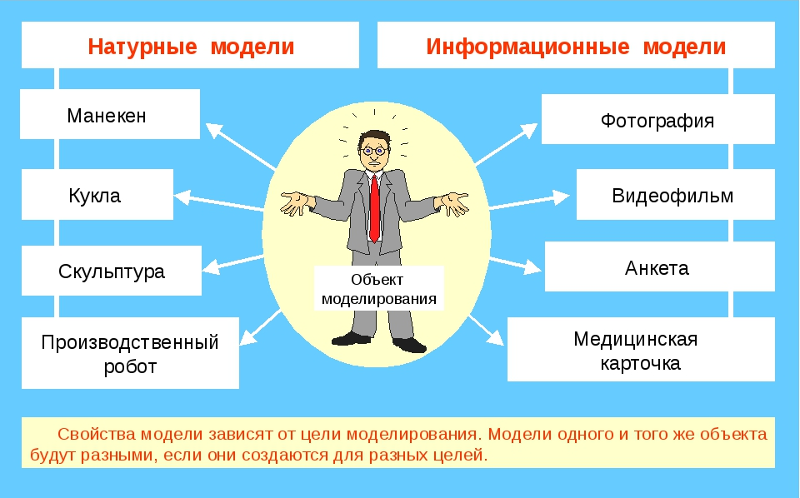 Натурные модели
Информационные модели
Манекен
Кукла
Скульптура
Производственный
робот
Объект
моделирования
Фотография
Видеофильм
Анкета
Медицинская
карточка
Свойства модели зависят от цели моделирования. Модели одного и того же объекта
будут разными, если они создаются для разных целей.